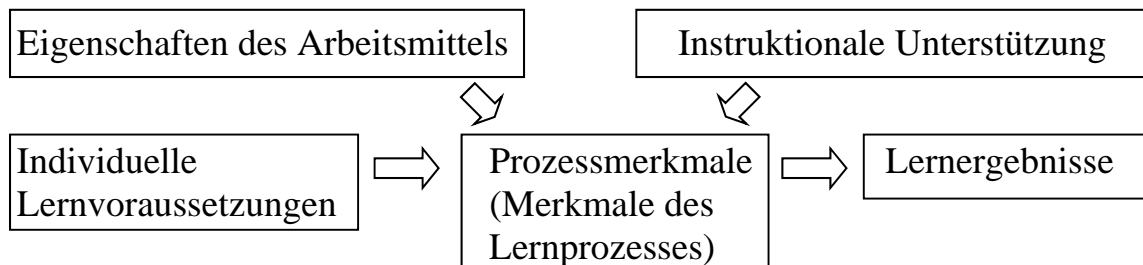 Eigenschaften des Arbeitsmittels
Instruktionale Unterstützung
Individuelle
Lernvoraussetzungen
Prozessmerkmale
(Merkmale des
Lernprozesses)
Lernergebnisse